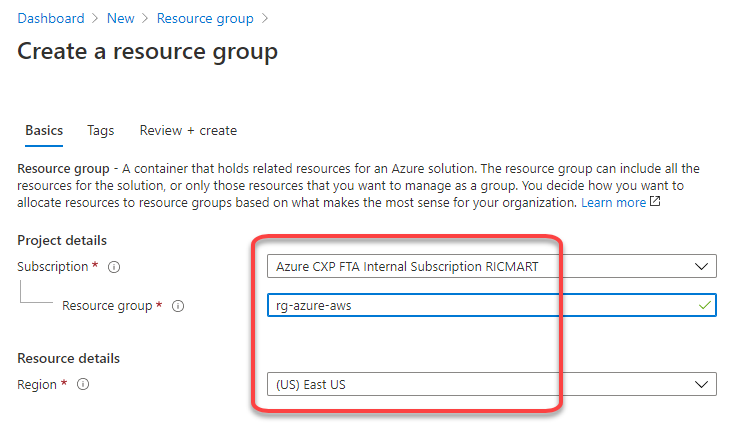 Dashboard > New > Resource group >
Create a resource group
Basics Tags Review + create
Resource group - A container that holds related resources for an Azure solution. The resource group can include all the
resources for the solution, or only those resources that you want to manage as a group. You decide how you want to
allocate resources to resource groups based on what makes the most sense for your organization. Learn more
Project details
Subscription * Azure CXP FTA Internal Subscription RICMART
Resource group * rg-azure-aws
Resource details
Region * (US) East US